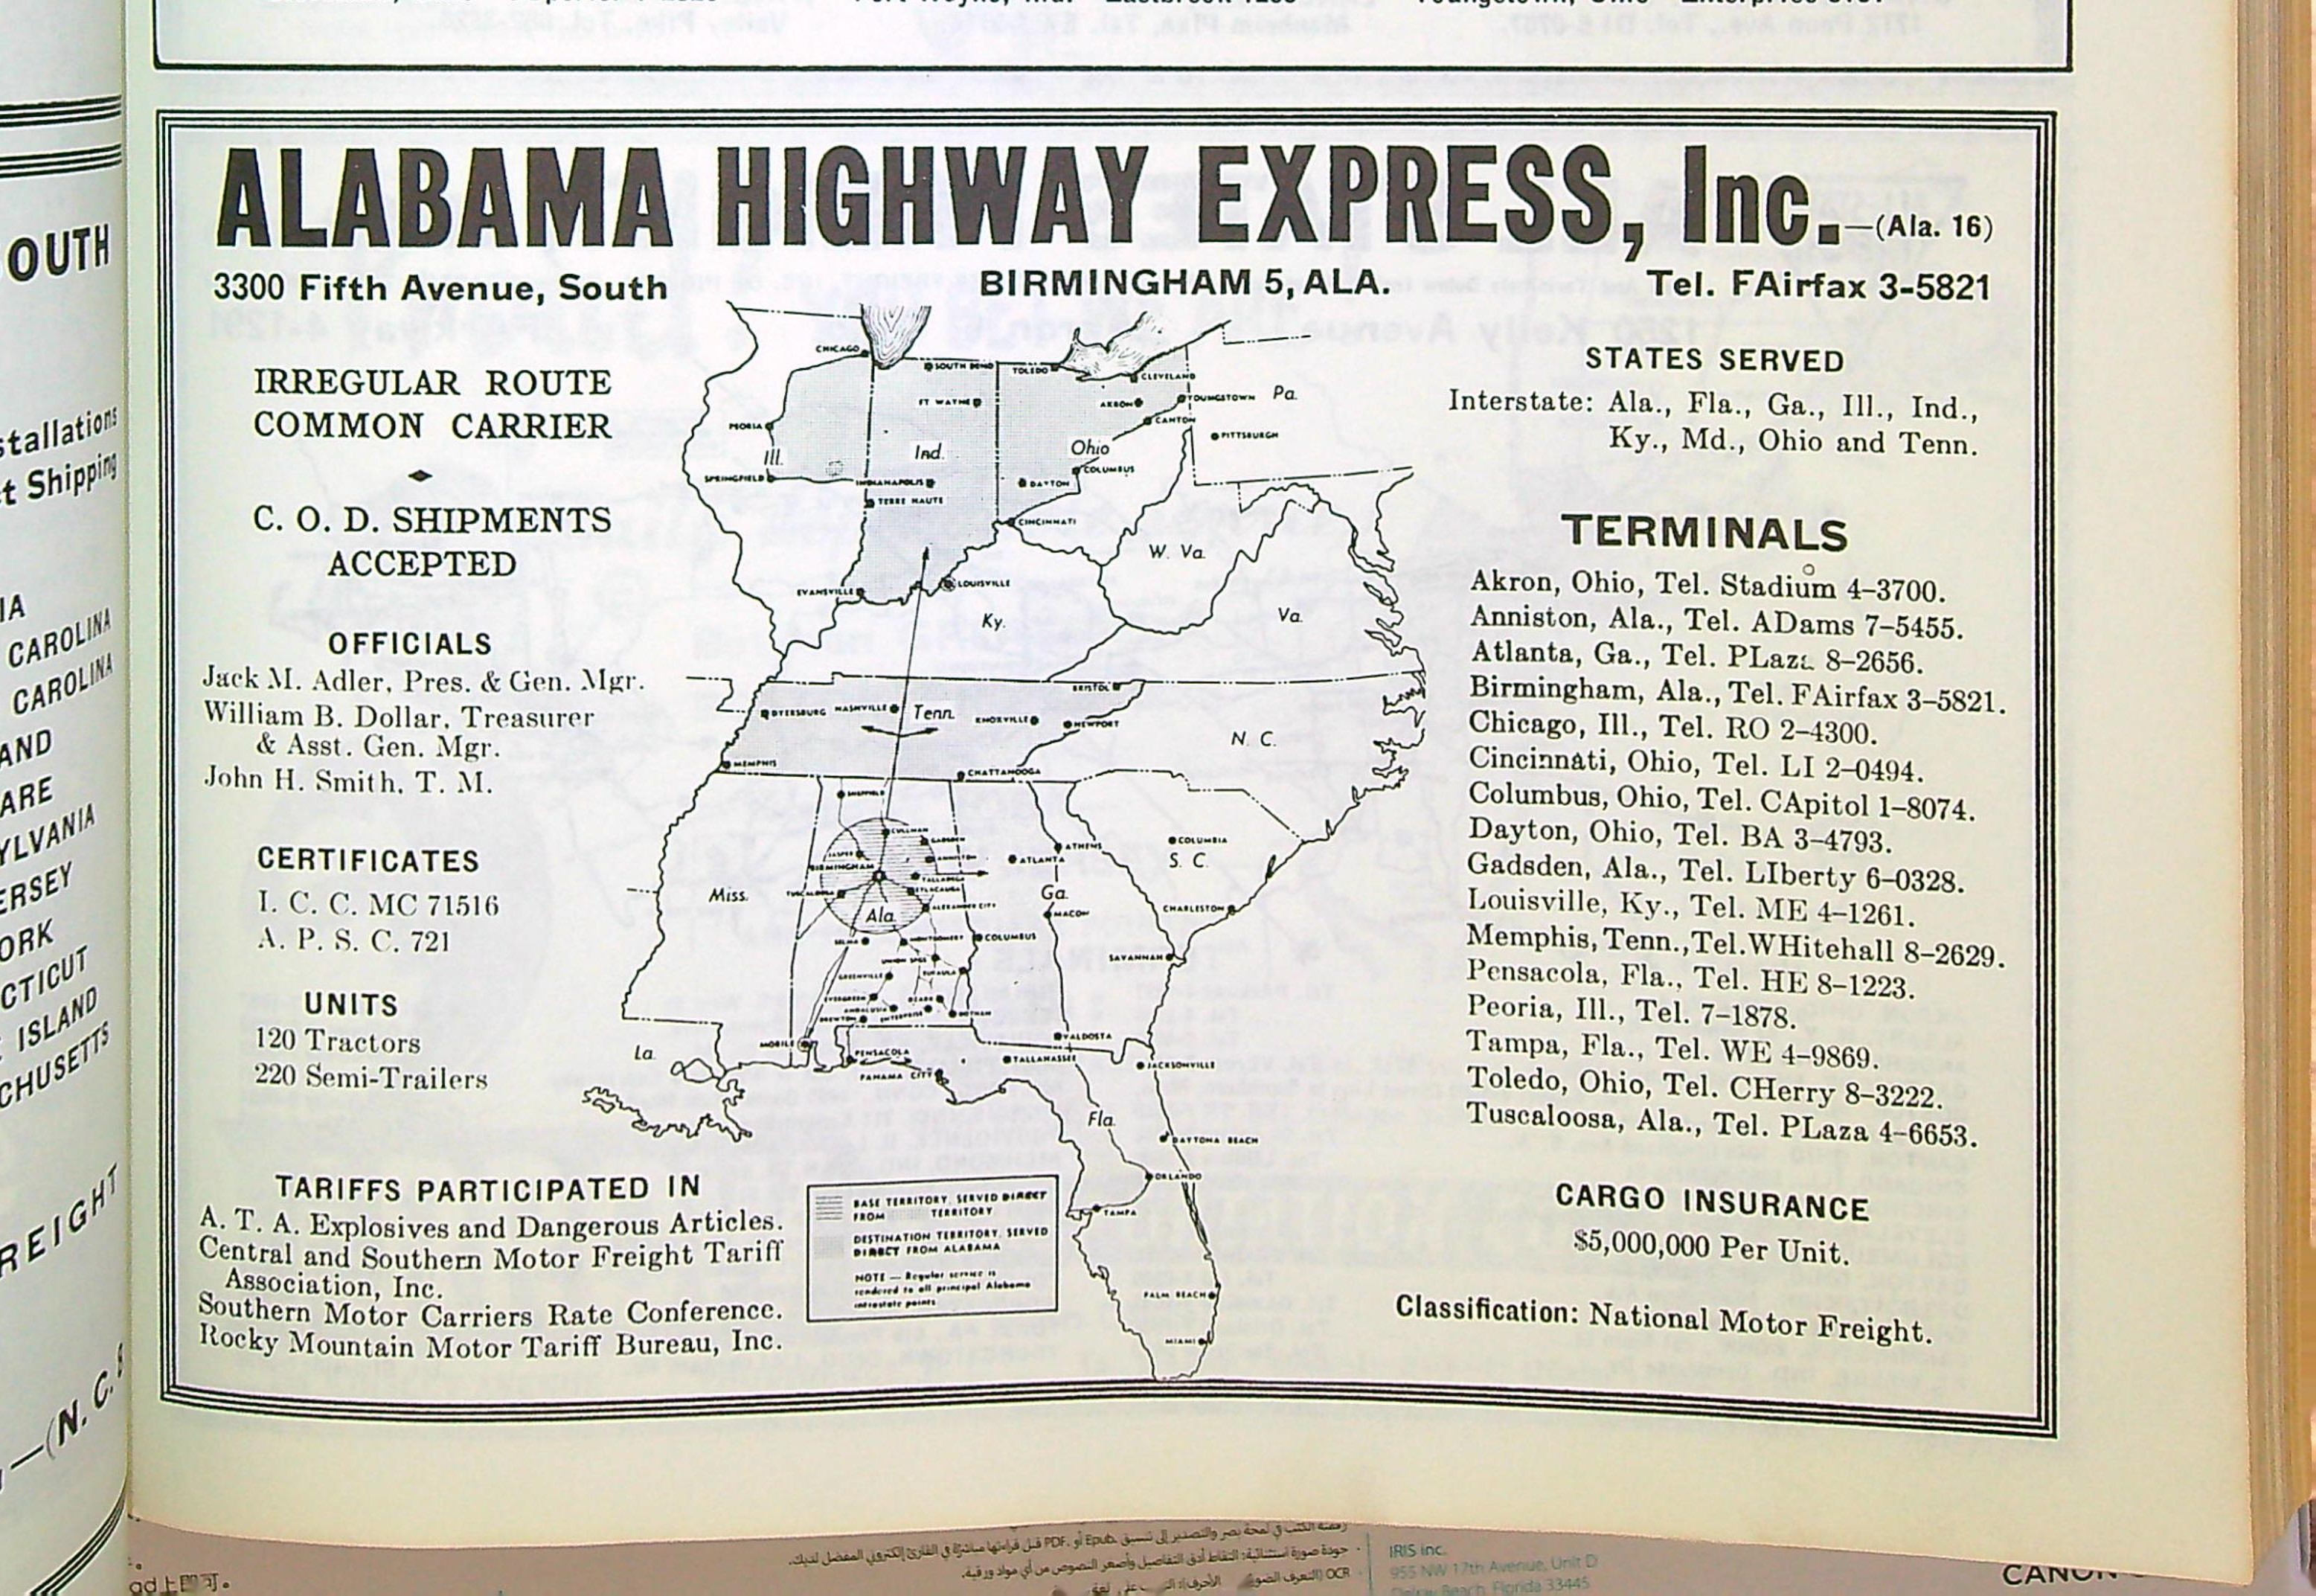 OUTH
stallations
t Shipping
IA
CAROLINA
CAROLINA
AND
ARE
YLVANIA
ERSEY
ORK
CTICUT
ISLAND
CHUSETTS
REIGHT
—(N. C.
ALABAMA HIGHWAY EXPRESS, Inc.—(Ala. 16)
3300 Fifth Avenue, South BIRMINGHAM 5, ALA. Tel. FAirfax 3-5821
IRREGULAR ROUTE
COMMON CARRIER
C. O. D. SHIPMENTS
ACCEPTED
OFFICIALS
Jack M. Adler, Pres. & Gen. Mgr.
William B. Dollar, Treasurer
& Asst. Gen. Mgr.
John H. Smith, T. M.
CERTIFICATES
I. C. C. MC 71516
A. P. S. C. 721
UNITS
120 Tractors
220 Semi-Trailers
TARIFFS PARTICIPATED IN
A. T. A. Explosives and Dangerous Articles.
Central and Southern Motor Freight Tariff
Association, Inc.
Southern Motor Carriers Rate Conference.
Rocky Mountain Motor Tariff Bureau, Inc.
CHICAGO
SOUTH BEND
TOLEDO
CLEVELAND
FT WAYNE
AKRON
YOUNGSTOWN
Pa.
PEORIA
CANTON
PITTSBURGH
Ill.
Ind.
Ohio
COLUMBUS
SPRINGFIELD
INDIANAPOLIS
DAYTON
TERRE HAUTE
CINCINNATI
W. Va.
EVANSVILLE
LOUISVILLE
Ky.
Va.
BRISTOL
DYERSBURG
NASHVILLE
Tenn.
KNOXVILLE
NEWPORT
N. C.
MEMPHIS
CHATTANOOGA
SHEFFIELD
CULLMAN
GADSDEN
JASPER
ANNISTON
ATLANTA
ATHENS
COLUMBIA
S. C.
BIRMINGHAM
TALLADEGA
TUSCALOOSA
SYLACAUGA
Miss.
Ala.
ALEXANDER CITY
Ga.
MACON
CHARLESTON
SELMA
MONTGOMERY
COLUMBUS
UNION SPGS
SAVANNAH
GREENVILLE
EUFAULA
EVERGREEN
OZARK
ANDALUSIA
BREWTON
ENTERPRISE
DOTHAN
MOBILE
VALDOSTA
La.
PENSACOLA
TALLAHASSEE
JACKSONVILLE
PANAMA CITY
Fla.
DAYTONA BEACH
ORLANDO
TAMPA
PALM BEACH
MIAMI
BASE TERRITORY, SERVED DIRECT
FROM TERRITORY
DESTINATION TERRITORY, SERVED
DIRECT FROM ALABAMA
NOTE — Regular service is
rendered to all principal Alabama
intrastate points
STATES SERVED
Interstate: Ala., Fla., Ga., Ill., Ind.,
Ky., Md., Ohio and Tenn.
TERMINALS
Akron, Ohio, Tel. Stadium 4-3700.
Anniston, Ala., Tel. ADams 7-5455.
Atlanta, Ga., Tel. PLaza 8-2656.
Birmingham, Ala., Tel. FAirfax 3-5821.
Chicago, Ill., Tel. RO 2-4300.
Cincinnati, Ohio, Tel. LI 2-0494.
Columbus, Ohio, Tel. CApitol 1-8074.
Dayton, Ohio, Tel. BA 3-4793.
Gadsden, Ala., Tel. LIberty 6-0328.
Louisville, Ky., Tel. ME 4-1261.
Memphis, Tenn., Tel. WHitehall 8-2629.
Pensacola, Fla., Tel. HE 8-1223.
Peoria, Ill., Tel. 7-1878.
Tampa, Fla., Tel. WE 4-9869.
Toledo, Ohio, Tel. CHerry 8-3222.
Tuscaloosa, Ala., Tel. PLaza 4-6653.
CARGO INSURANCE
$5,000,000 Per Unit.
Classification: National Motor Freight.
IRIS inc.
955 NW 17th Avenue, Unit D
Delray Beach, Florida 33445